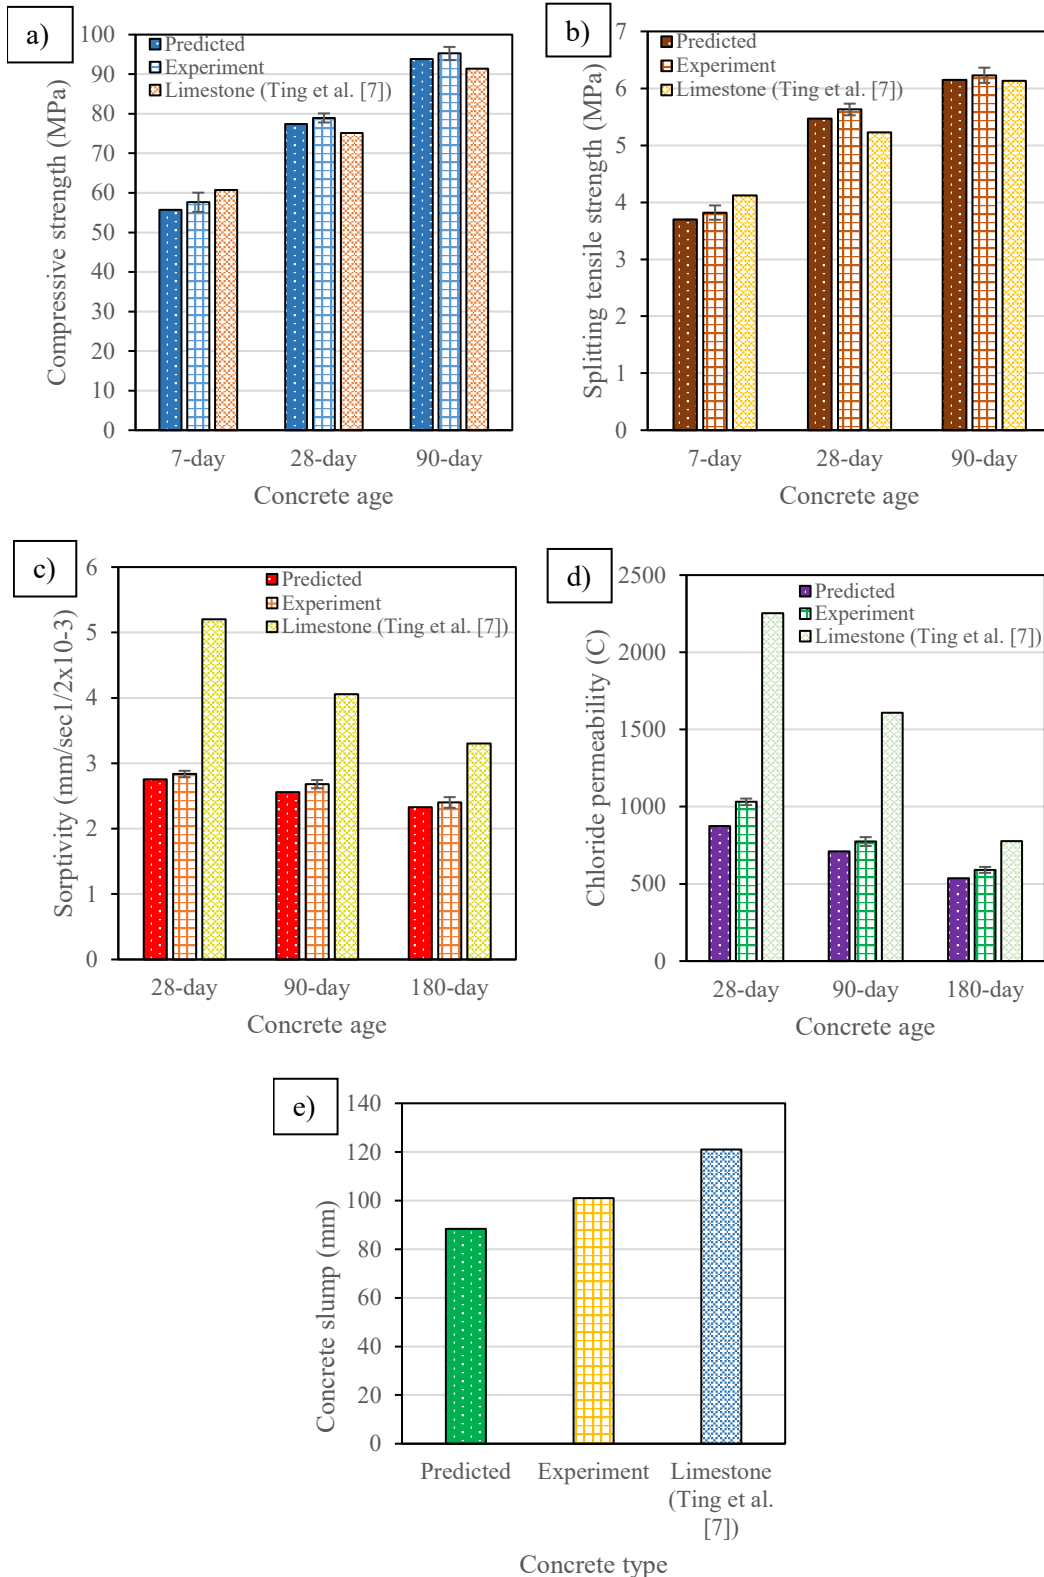 a)
Compressive strength (MPa)
100
90
80
70
60
50
40
30
20
10
0
Predicted
Experiment
Limestone (Ting et al. [7])
7-day 28-day 90-day
Concrete age
b)
Splitting tensile strength (MPa)
7
6
5
4
3
2
1
0
Predicted
Experiment
Limestone (Ting et al. [7])
7-day 28-day 90-day
Concrete age
c)
Sorptivity (mm/sec1/2x10-3)
6
5
4
3
2
1
0
Predicted
Experiment
Limestone (Ting et al. [7])
28-day 90-day 180-day
Concrete age
d)
Chloride permeability (C)
2500
2000
1500
1000
500
0
Predicted
Experiment
Limestone (Ting et al. [7])
28-day 90-day 180-day
Concrete age
e)
Concrete slump (mm)
140
120
100
80
60
40
20
0
Predicted Experiment Limestone
(Ting et al.
[7])
Concrete type